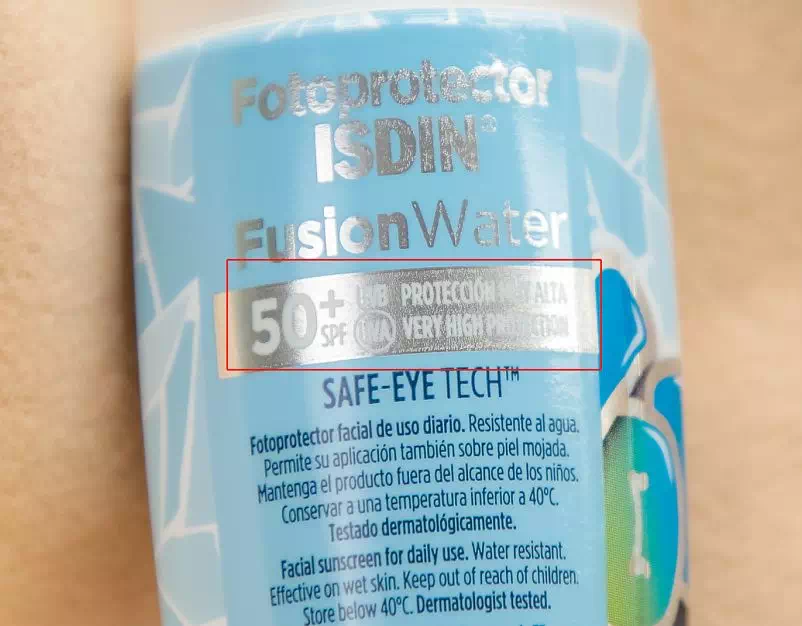 Fotoprotector
ISDIN®
FusionWater
50+ SPF UVB PROTECCIÓN MUY ALTA
UVA VERY HIGH PROTECTION
SAFE-EYE TECH™
Fotoprotector facial de uso diario. Resistente al agua.
Permite su aplicación también sobre piel mojada.
Mantenga el producto fuera del alcance de los niños.
Conservar a una temperatura inferior a 40°C.
Testado dermatológicamente.
Facial sunscreen for daily use. Water resistant.
Effective on wet skin. Keep out of reach of children.
Store below 40°C. Dermatologist tested.